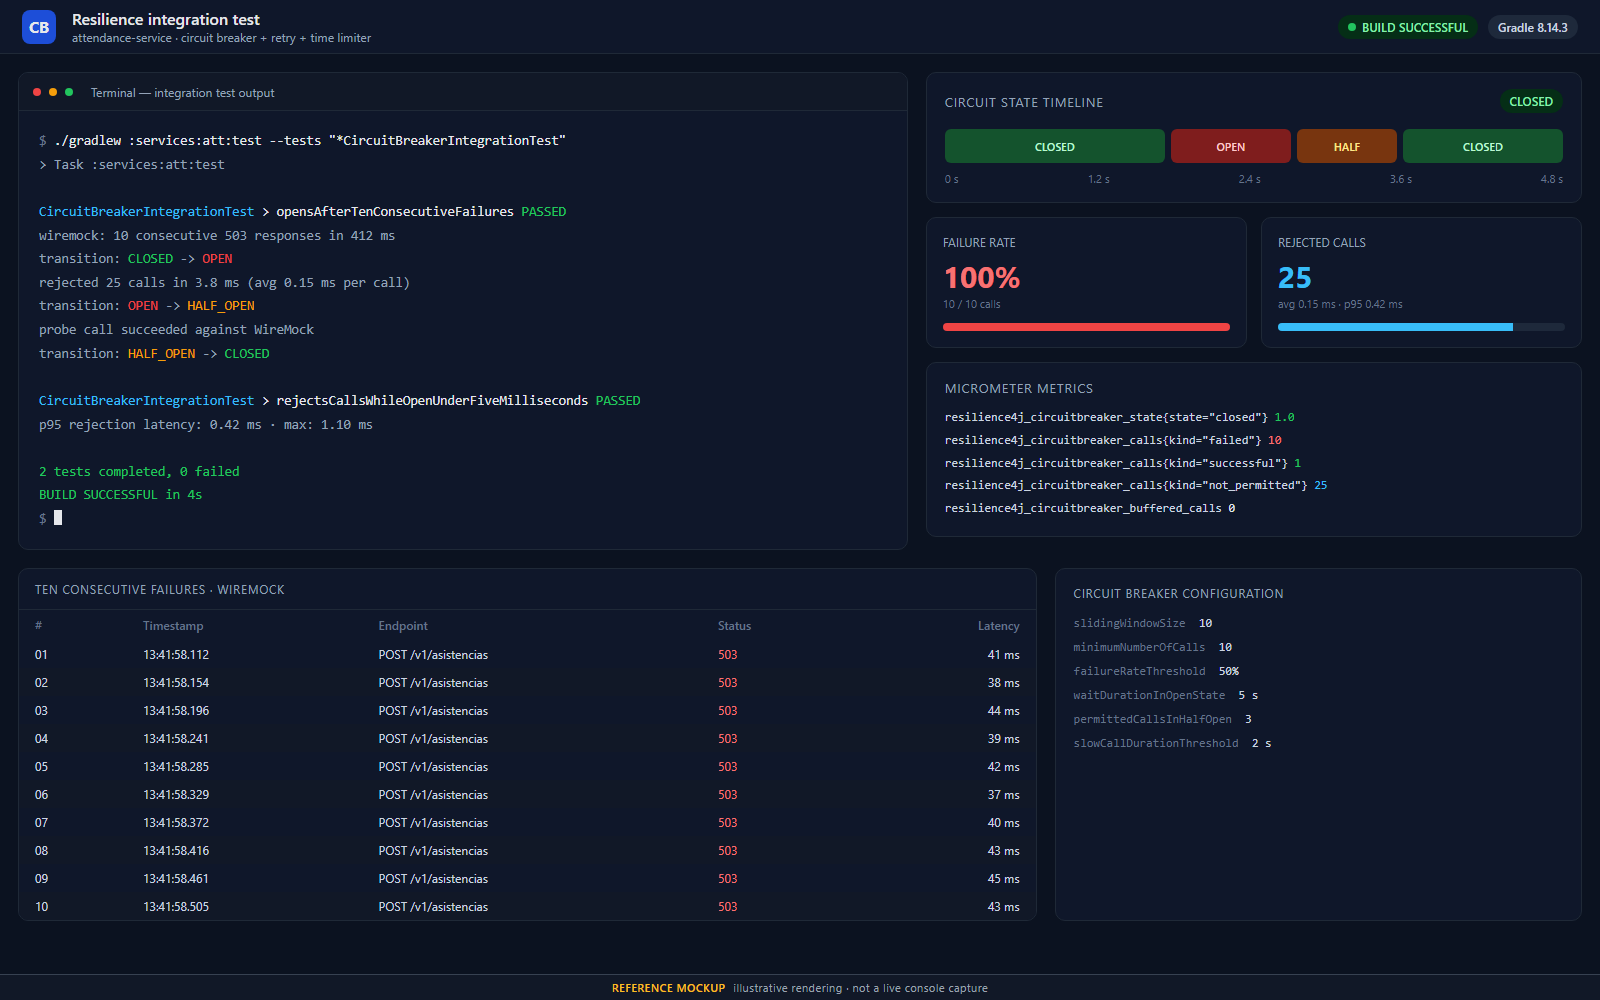 CB
Resilience integration test
attendance-service · circuit breaker + retry + time limiter
BUILD SUCCESSFUL
Gradle 8.14.3
Terminal — integration test output
$ ./gradlew :services:att:test --tests "*CircuitBreakerIntegrationTest"
> Task :services:att:test
CircuitBreakerIntegrationTest > opensAfterTenConsecutiveFailures PASSED
wiremock: 10 consecutive 503 responses in 412 ms
transition: CLOSED -> OPEN
rejected 25 calls in 3.8 ms (avg 0.15 ms per call)
transition: OPEN -> HALF_OPEN
probe call succeeded against WireMock
transition: HALF_OPEN -> CLOSED
CircuitBreakerIntegrationTest > rejectsCallsWhileOpenUnderFiveMilliseconds PASSED
p95 rejection latency: 0.42 ms · max: 1.10 ms
2 tests completed, 0 failed
BUILD SUCCESSFUL in 4s
$
CIRCUIT STATE TIMELINE
CLOSED
CLOSED OPEN HALF CLOSED
0 s 1.2 s 2.4 s 3.6 s 4.8 s
FAILURE RATE
100%
10 / 10 calls
REJECTED CALLS
25
avg 0.15 ms · p95 0.42 ms
MICROMETER METRICS
resilience4j_circuitbreaker_state{state="closed"} 1.0
resilience4j_circuitbreaker_calls{kind="failed"} 10
resilience4j_circuitbreaker_calls{kind="successful"} 1
resilience4j_circuitbreaker_calls{kind="not_permitted"} 25
resilience4j_circuitbreaker_buffered_calls 0
TEN CONSECUTIVE FAILURES · WIREMOCK
# Timestamp Endpoint Status Latency
01 13:41:58.112 POST /v1/asistencias 503 41 ms
02 13:41:58.154 POST /v1/asistencias 503 38 ms
03 13:41:58.196 POST /v1/asistencias 503 44 ms
04 13:41:58.241 POST /v1/asistencias 503 39 ms
05 13:41:58.285 POST /v1/asistencias 503 42 ms
06 13:41:58.329 POST /v1/asistencias 503 37 ms
07 13:41:58.372 POST /v1/asistencias 503 40 ms
08 13:41:58.416 POST /v1/asistencias 503 43 ms
09 13:41:58.461 POST /v1/asistencias 503 45 ms
10 13:41:58.505 POST /v1/asistencias 503 43 ms
CIRCUIT BREAKER CONFIGURATION
slidingWindowSize 10
minimumNumberOfCalls 10
failureRateThreshold 50%
waitDurationInOpenState 5 s
permittedCallsInHalfOpen 3
slowCallDurationThreshold 2 s
REFERENCE MOCKUP illustrative rendering · not a live console capture